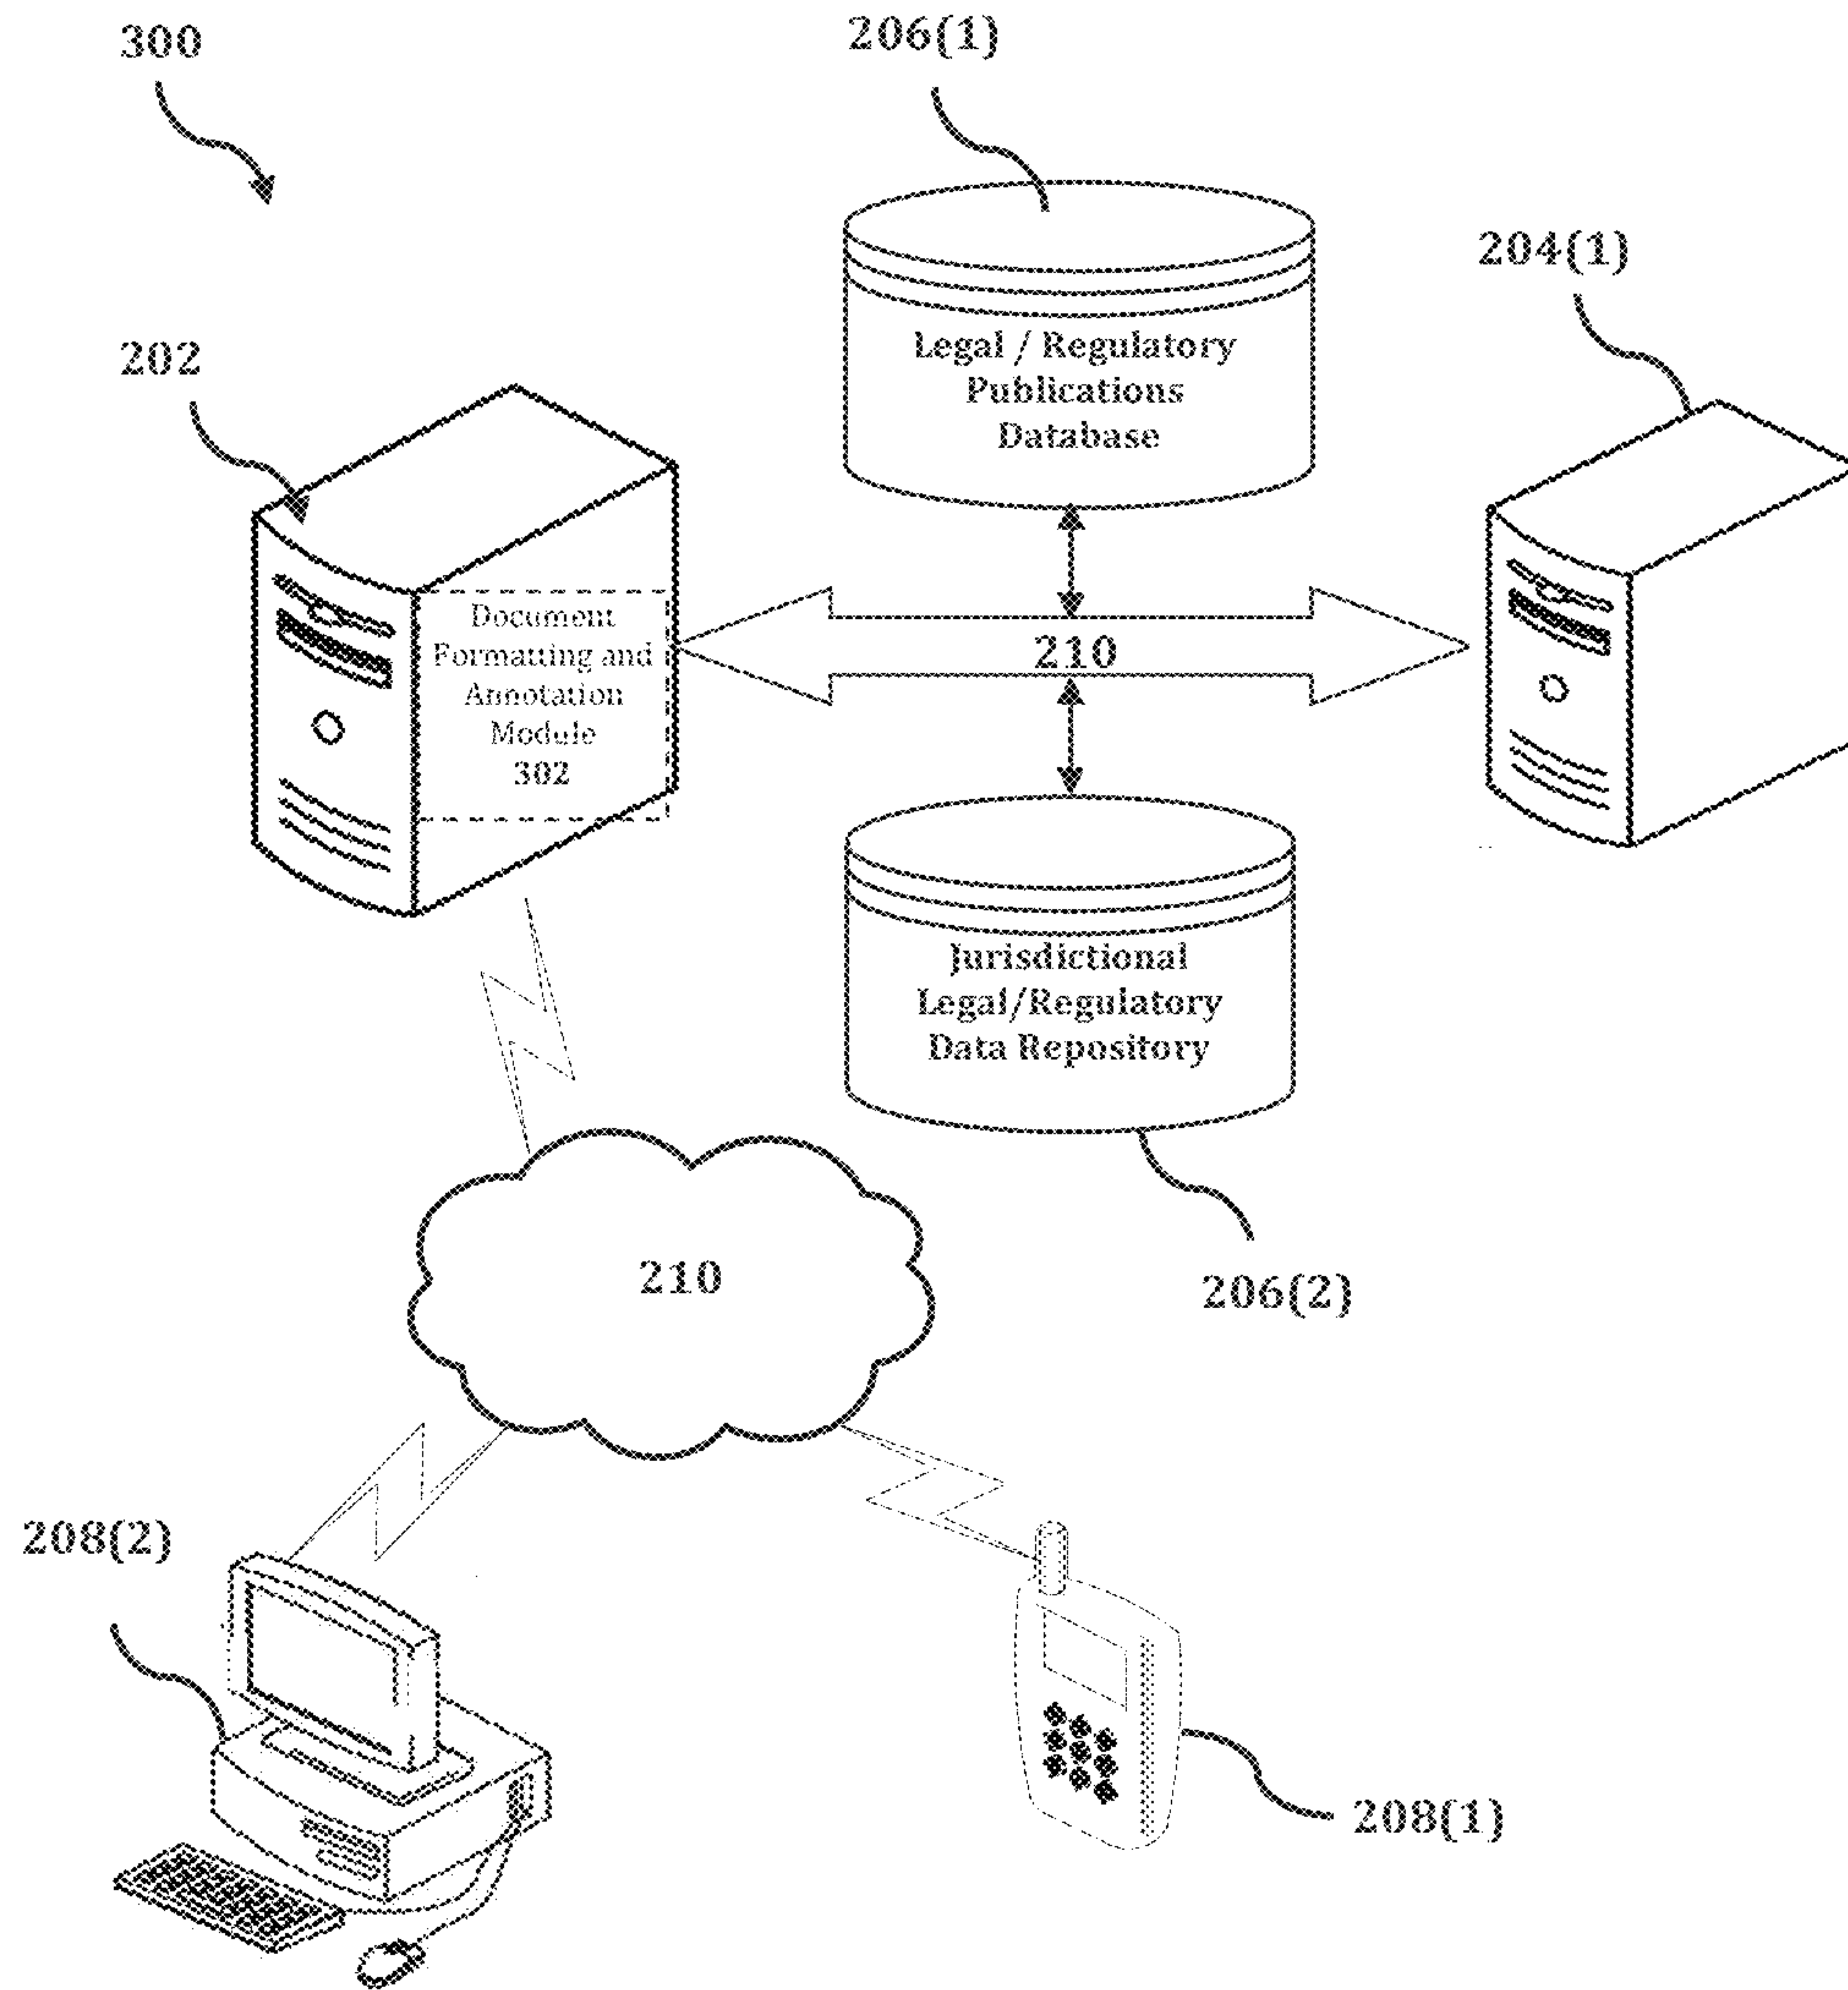 300
206(1)
204(1)
202
Legal / Regulatory
Publications
Database
Document
Formatting and
Annotation
Module
302
210
Jurisdictional
Legal/Regulatory
Data Repository
206(2)
210
208(2)
208(1)